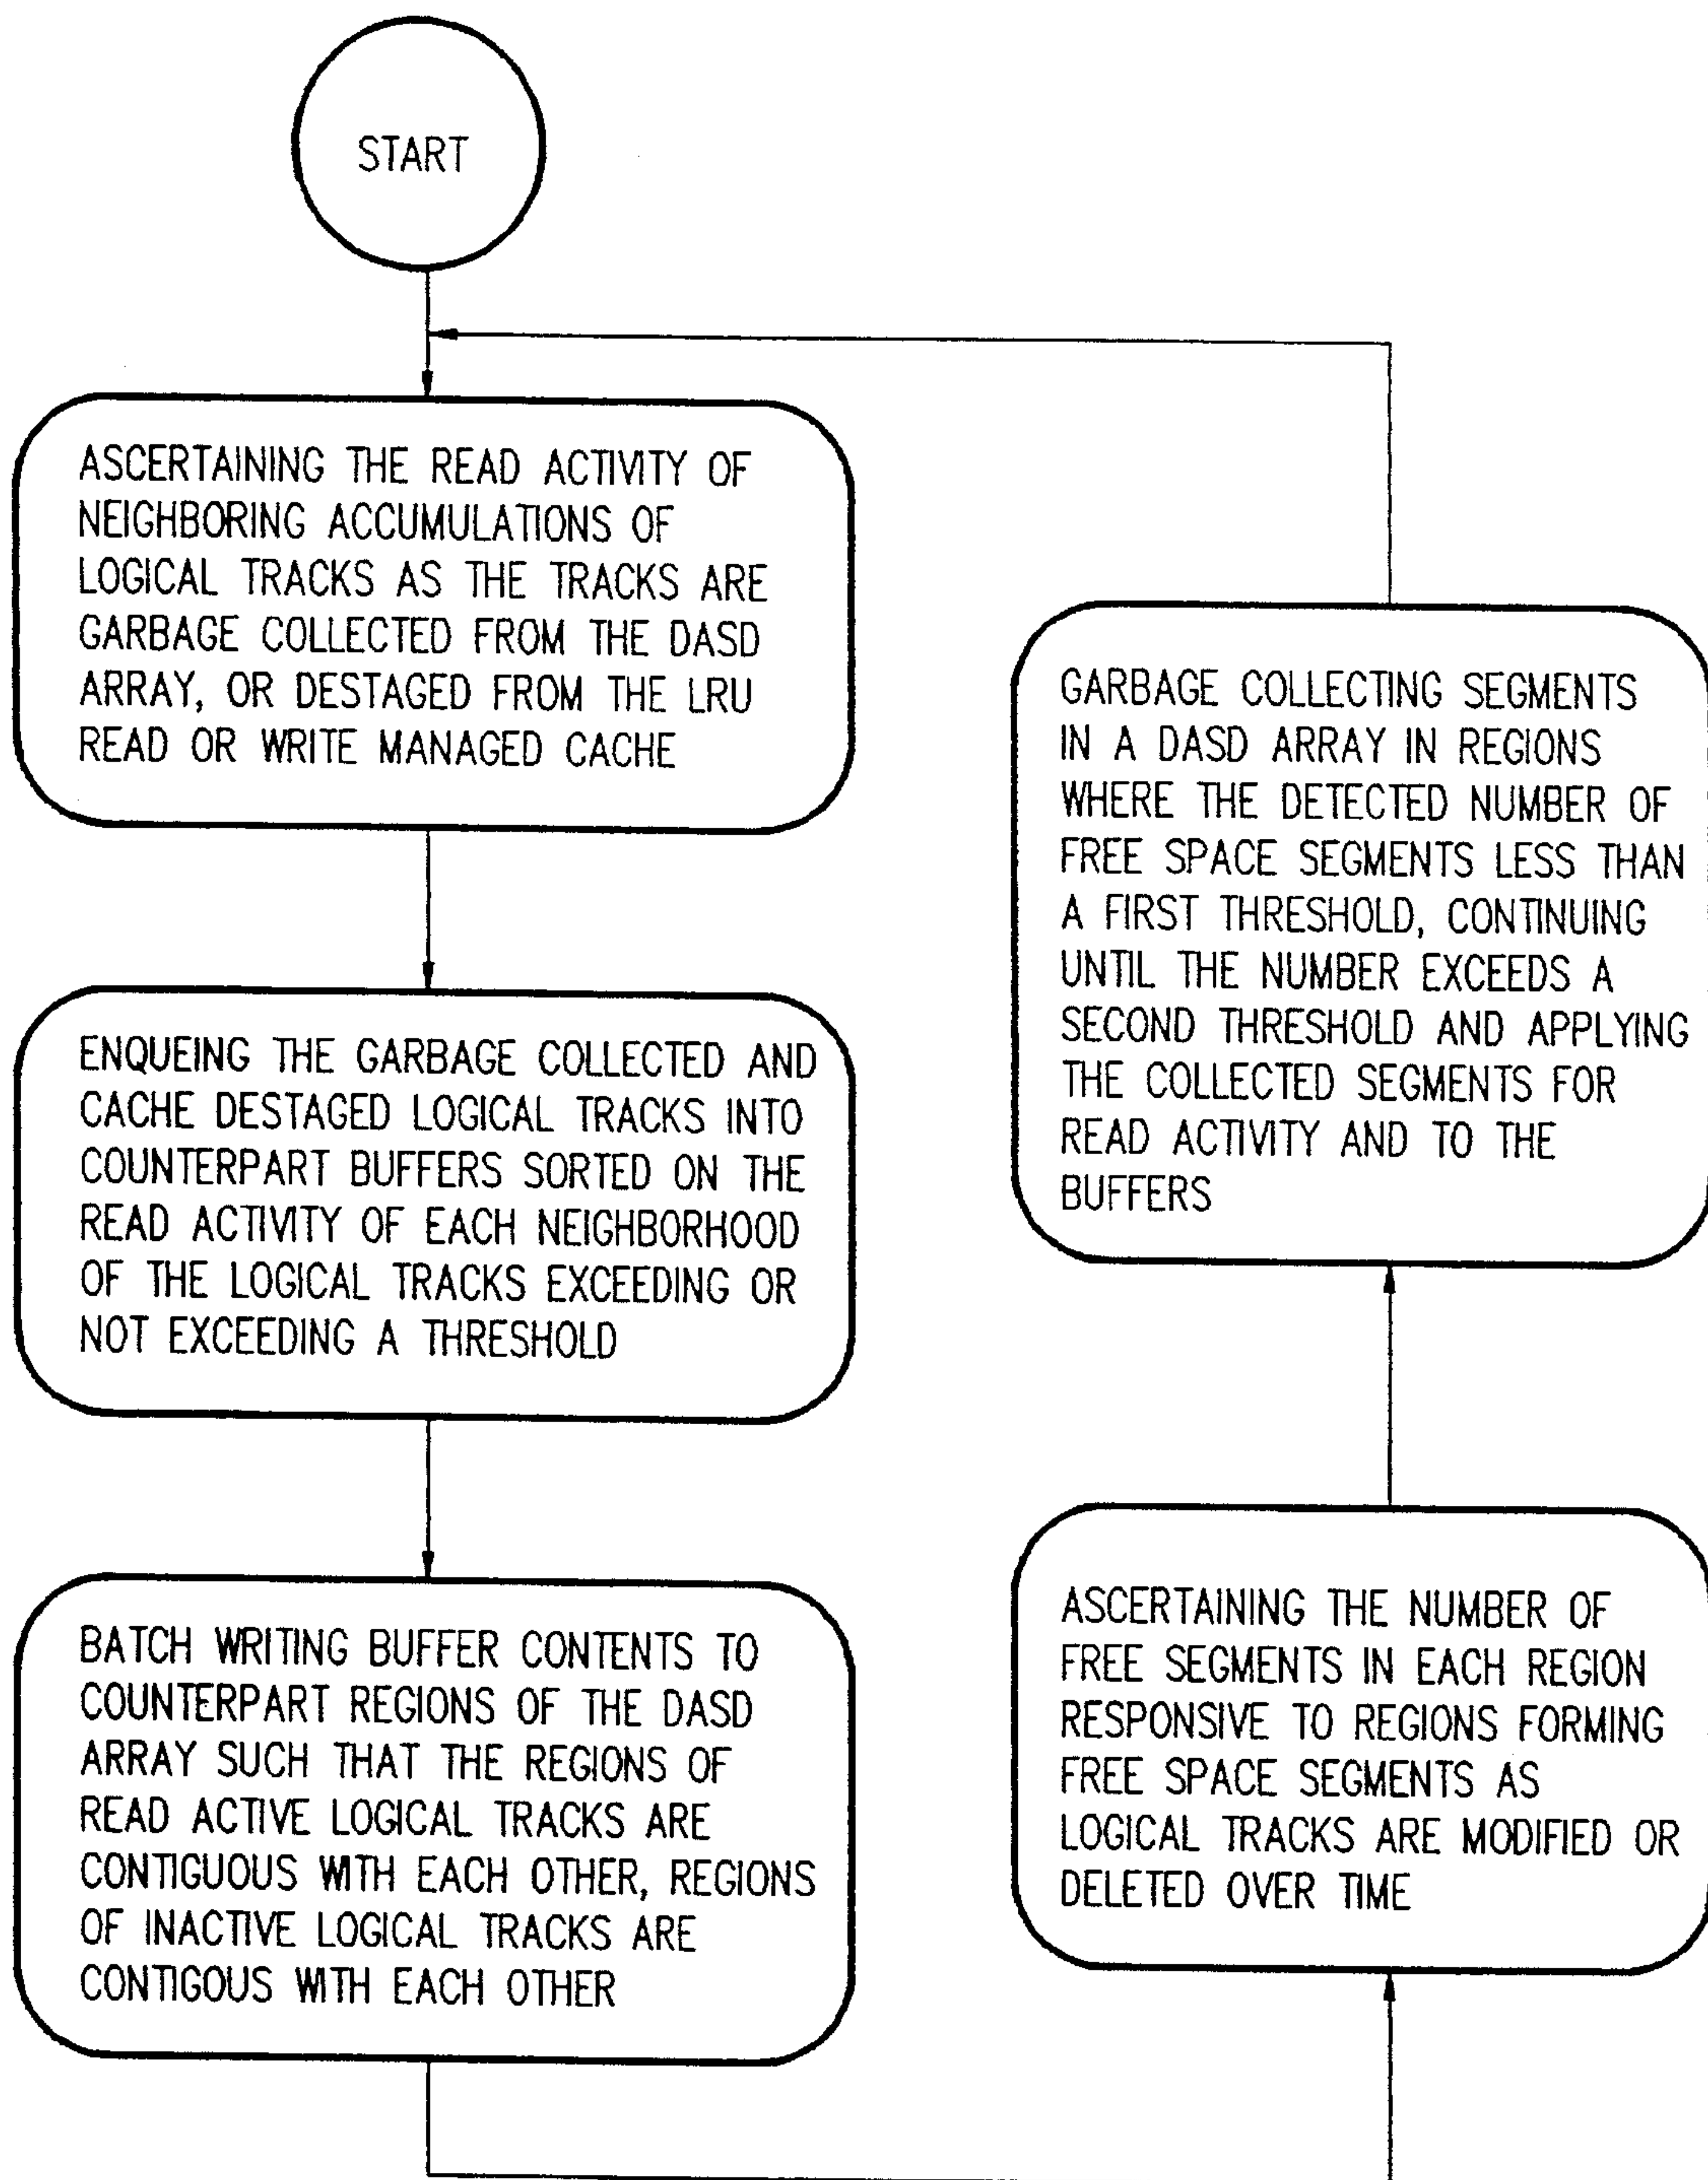 START
ASCERTAINING THE READ ACTIVITY OF
NEIGHBORING ACCUMULATIONS OF
LOGICAL TRACKS AS THE TRACKS ARE
GARBAGE COLLECTED FROM THE DASD
ARRAY, OR DESTAGED FROM THE LRU
READ OR WRITE MANAGED CACHE
ENQUEING THE GARBAGE COLLECTED AND
CACHE DESTAGED LOGICAL TRACKS INTO
COUNTERPART BUFFERS SORTED ON THE
READ ACTIVITY OF EACH NEIGHBORHOOD
OF THE LOGICAL TRACKS EXCEEDING OR
NOT EXCEEDING A THRESHOLD
BATCH WRITING BUFFER CONTENTS TO
COUNTERPART REGIONS OF THE DASD
ARRAY SUCH THAT THE REGIONS OF
READ ACTIVE LOGICAL TRACKS ARE
CONTIGUOUS WITH EACH OTHER, REGIONS
OF INACTIVE LOGICAL TRACKS ARE
CONTIGOUS WITH EACH OTHER
GARBAGE COLLECTING SEGMENTS
IN A DASD ARRAY IN REGIONS
WHERE THE DETECTED NUMBER OF
FREE SPACE SEGMENTS LESS THAN
A FIRST THRESHOLD, CONTINUING
UNTIL THE NUMBER EXCEEDS A
SECOND THRESHOLD AND APPLYING
THE COLLECTED SEGMENTS FOR
READ ACTIVITY AND TO THE
BUFFERS
ASCERTAINING THE NUMBER OF
FREE SEGMENTS IN EACH REGION
RESPONSIVE TO REGIONS FORMING
FREE SPACE SEGMENTS AS
LOGICAL TRACKS ARE MODIFIED OR
DELETED OVER TIME